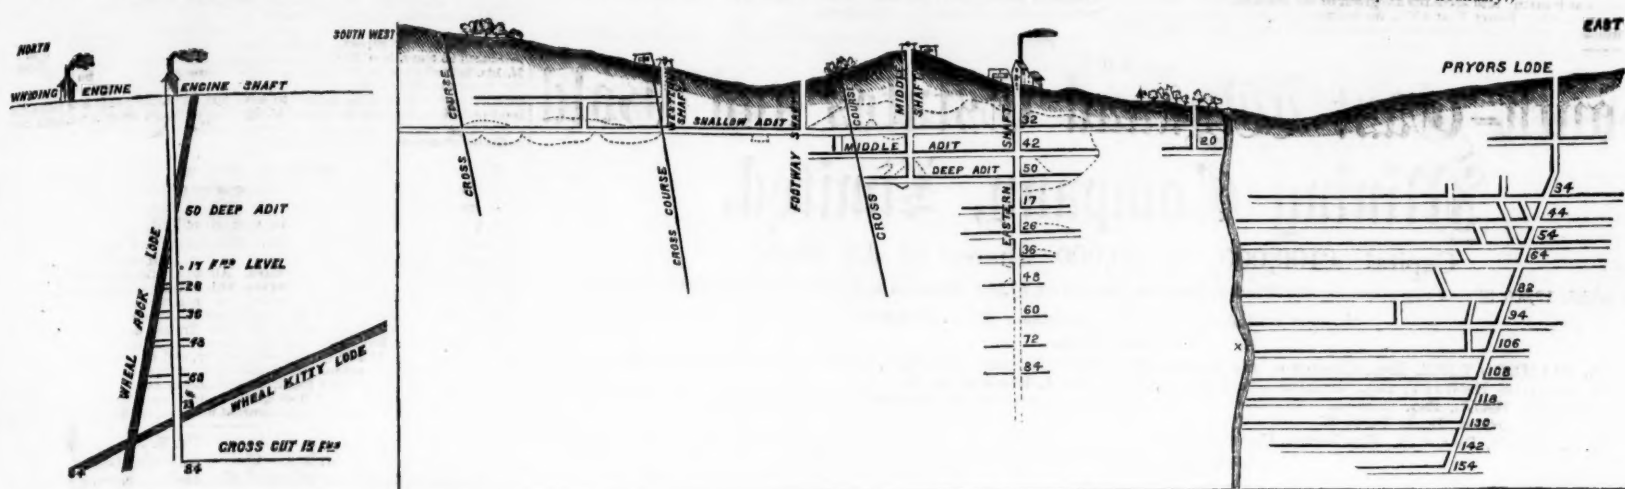 NORTH
WINDING ENGINE
ENGINE SHAFT
50 DEEP ADIT
17 FMS LEVEL
26
36
48
60
WHEAL ROCK LODE
WHEAL KITTY LODE
CROSS CUT 15 FMS
84
84
SOUTH WEST
EAST
PRYORS LODE
CROSS COURSE
CROSS COURSE
WESTERN SHAFT
SHALLOW ADIT
FOOTWAY SHAFT
CROSS COURSE
MIDDLE SHAFT
MIDDLE ADIT
DEEP ADIT
EASTERN SHAFT
32
42
50
17
26
36
48
60
72
84
20
34
44
54
64
82
94
×
106
108
118
130
142
154